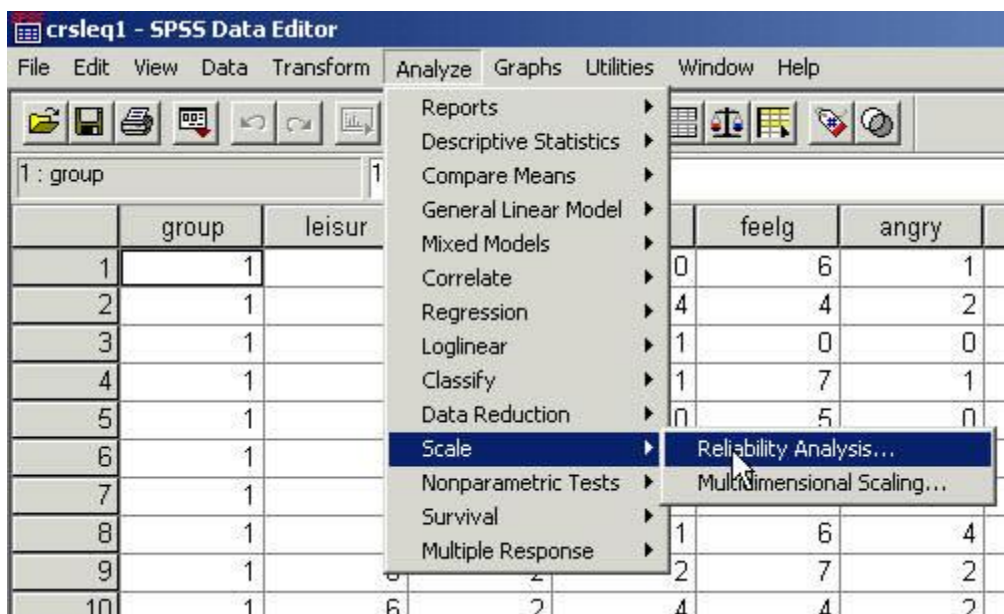 crsleq1 - SPSS Data Editor
File Edit View Data Transform Analyze Graphs Utilities Window Help
Reports
Descriptive Statistics
1 : group 1 Compare Means
General Linear Model
group leisur feelg angry
Mixed Models
1 1 0 6 1
Correlate
2 1 4 4 2
Regression
3 1 1 0 0
Loglinear
4 1 1 7 1
Classify
5 1 0 5 0
Data Reduction
6 1 Scale Reliability Analysis...
7 1 Nonparametric Tests Multidimensional Scaling...
Survival
8 1 1 6 4
Multiple Response
9 1 2 2 7 2
10 1 6 2 4 4 2